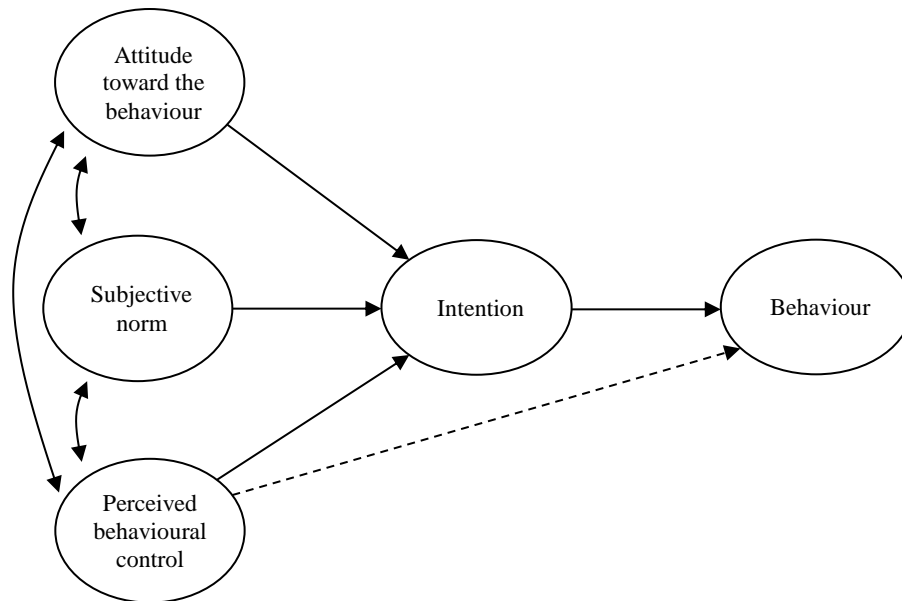 Attitude
toward the
behaviour
Subjective
norm
Intention
Behaviour
Perceived
behavioural
control